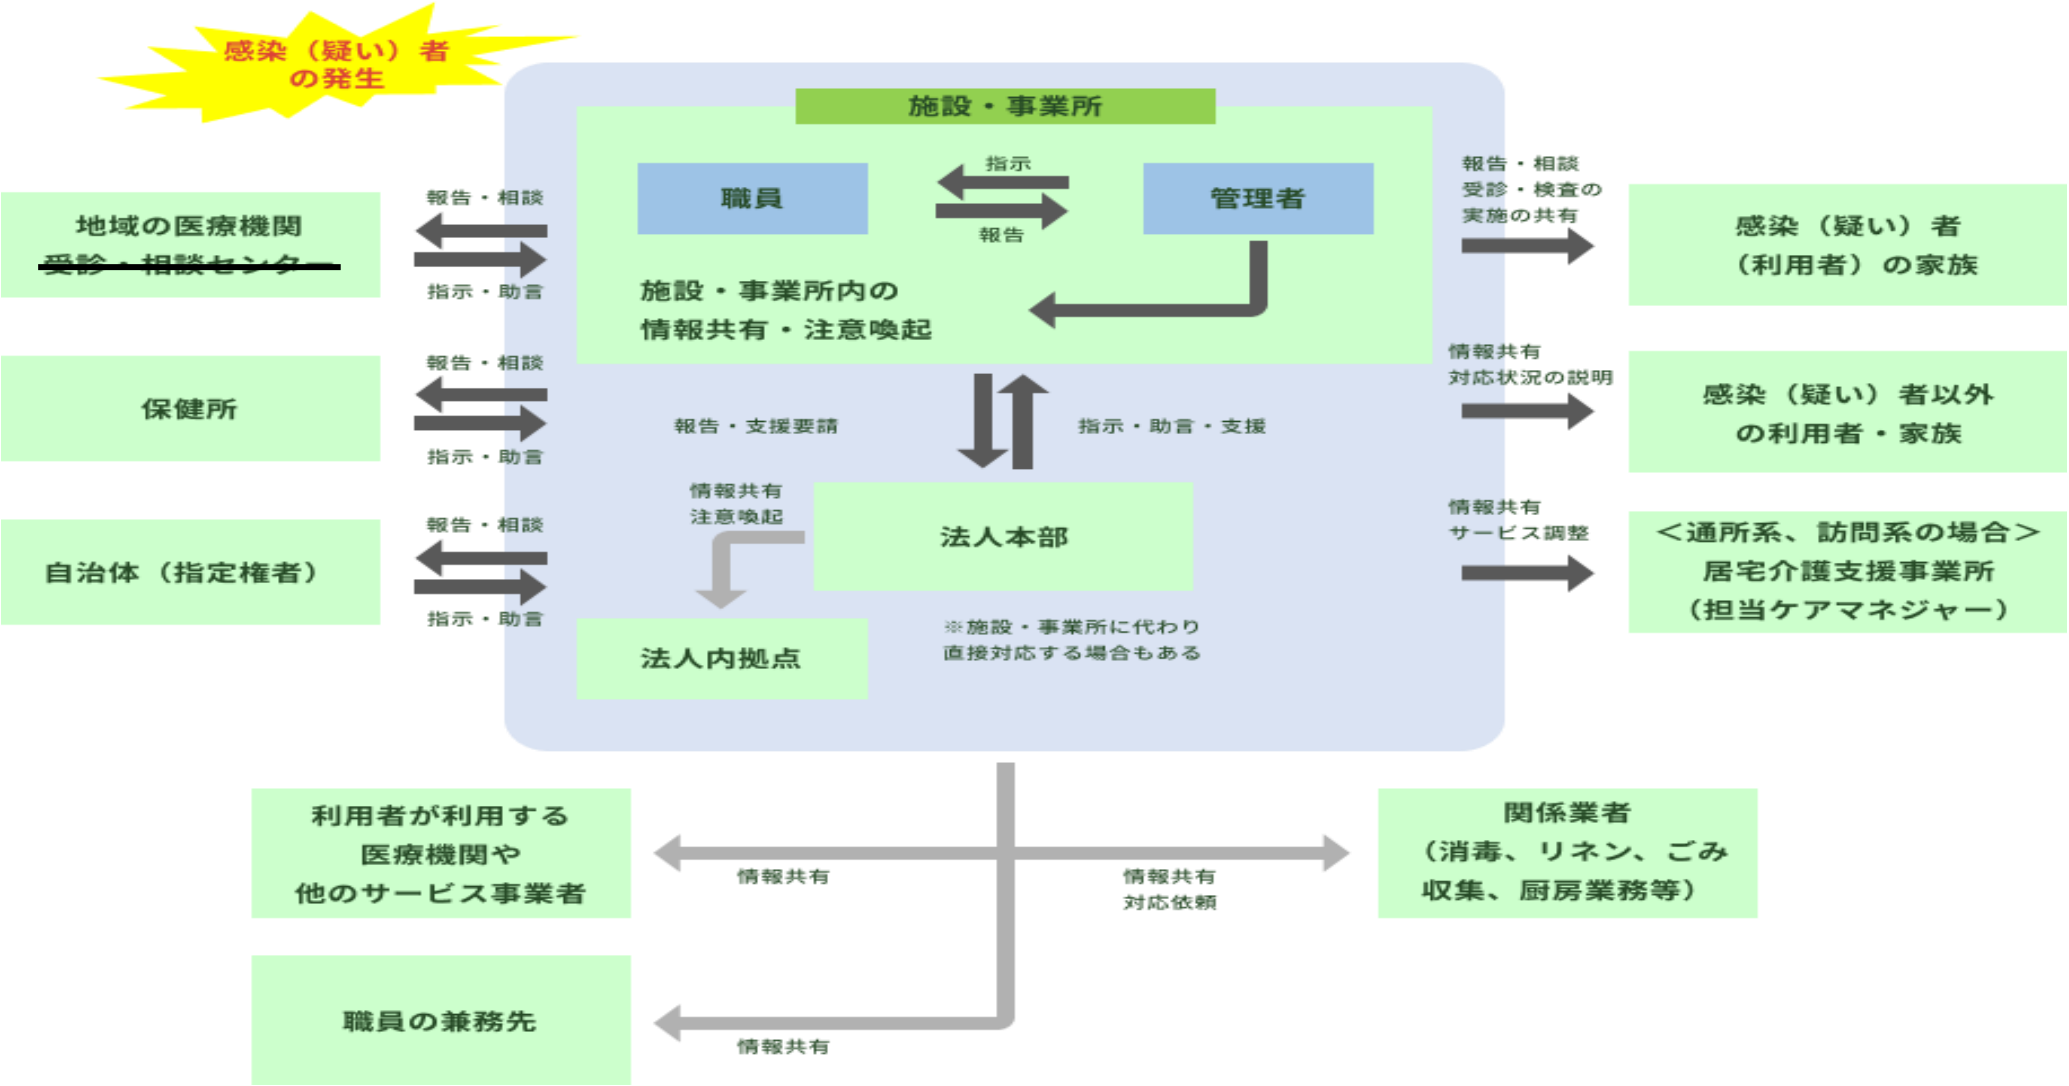 感染（疑い）者
の発生
施設・事業所
職員
指示
報告
管理者
施設・事業所内の
情報共有・注意喚起
地域の医療機関
受診・相談センター
報告・相談
指示・助言
保健所
報告・相談
指示・助言
自治体（指定権者）
報告・相談
指示・助言
報告・相談
受診・検査の
実施の共有
感染（疑い）者
（利用者）の家族
情報共有
対応状況の説明
感染（疑い）者以外
の利用者・家族
情報共有
サービス調整
＜通所系、訪問系の場合＞
居宅介護支援事業所
（担当ケアマネジャー）
報告・支援要請
指示・助言・支援
情報共有
注意喚起
法人本部
法人内拠点
※施設・事業所に代わり
直接対応する場合もある
利用者が利用する
医療機関や
他のサービス事業者
情報共有
情報共有
対応依頼
関係業者
（消毒、リネン、ごみ
収集、厨房業務等）
職員の兼務先
情報共有